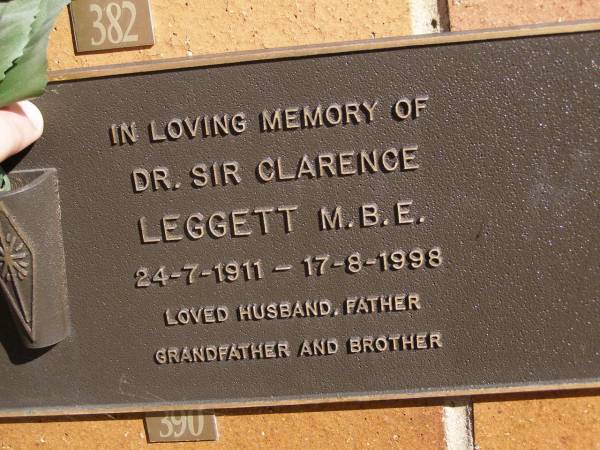 382
IN LOVING MEMORY OF
DR. SIR CLARENCE
LEGGETT M.B.E.
24-7-1911 – 17-8-1998
LOVED HUSBAND, FATHER
GRANDFATHER AND BROTHER
390